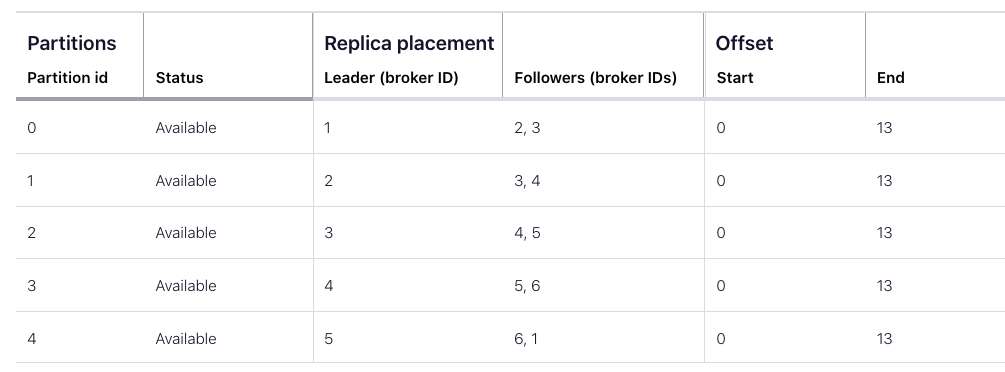 Partitions Replica placement Offset
Partition id Status Leader (broker ID) Followers (broker IDs) Start End
0 Available 1 2, 3 0 13
1 Available 2 3, 4 0 13
2 Available 3 4, 5 0 13
3 Available 4 5, 6 0 13
4 Available 5 6, 1 0 13